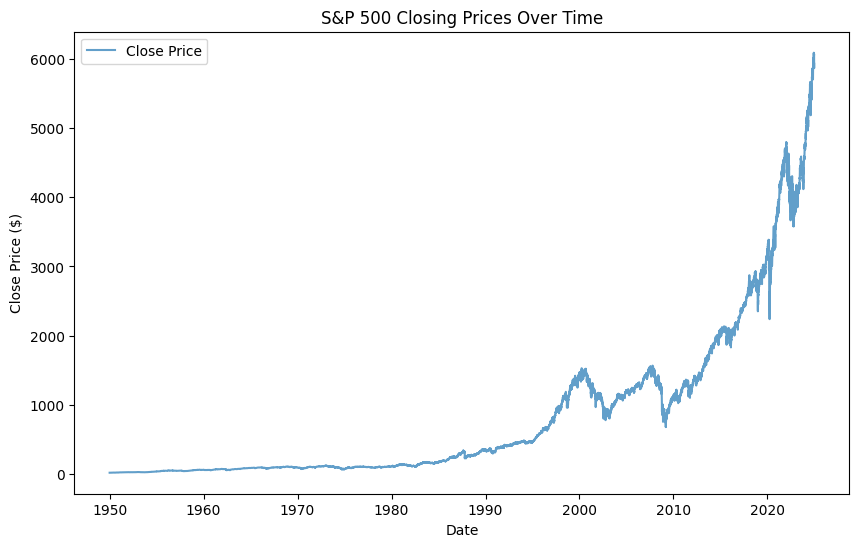 S&P 500 Closing Prices Over Time
Close Price
6000
5000
4000
3000
2000
1000
0
Close Price ($)
1950 1960 1970 1980 1990 2000 2010 2020
Date